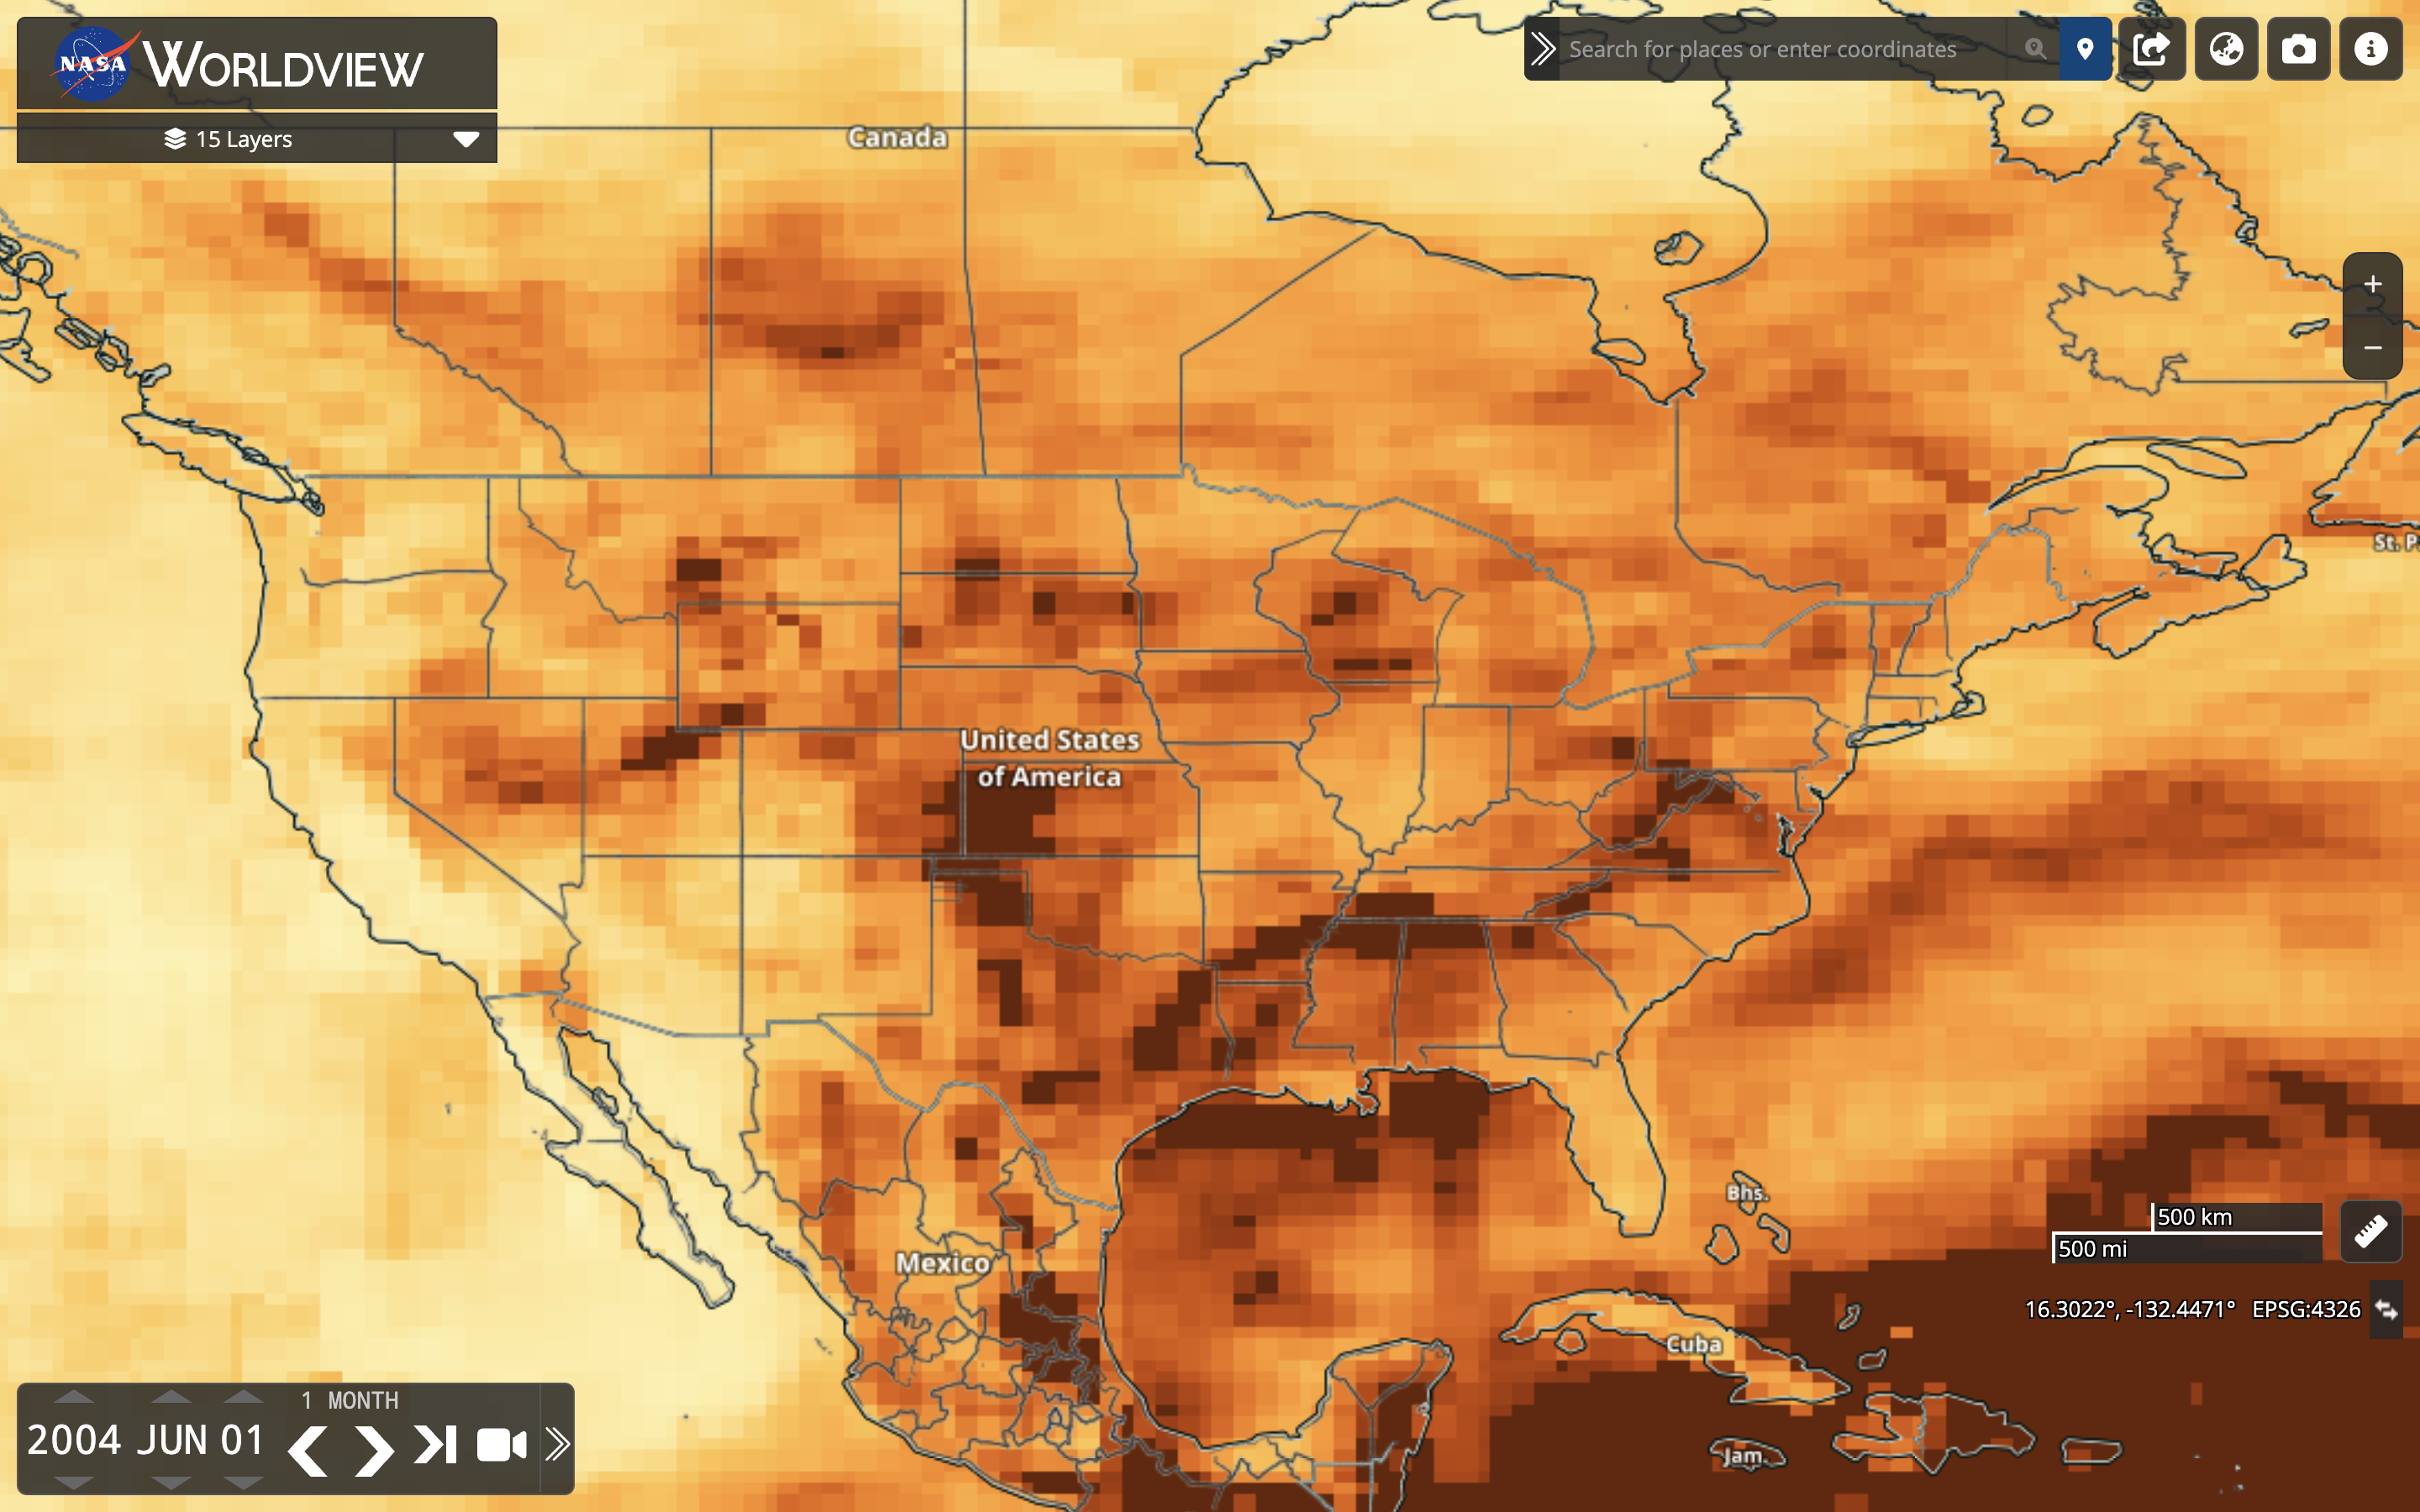 NASA WORLDVIEW
15 Layers
Search for places or enter coordinates
Canada
+
−
St. P
United States
of America
Bhs.
500 km
500 mi
Mexico
16.3022°, -132.4471° EPSG:4326
Cuba
Jam.
1 MONTH
2004 JUN 01